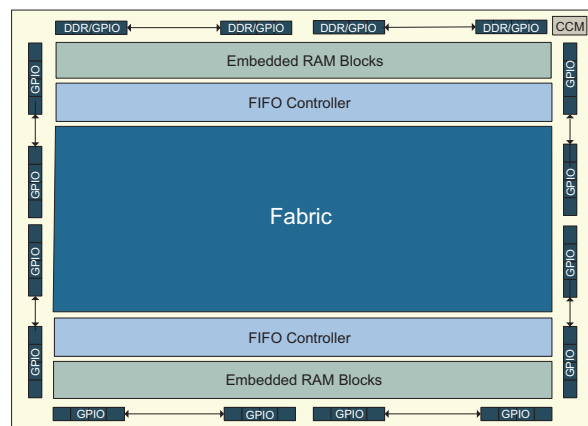 DDR/GPIO
DDR/GPIO
DDR/GPIO
DDR/GPIO
CCM
Embedded RAM Blocks
GPIO
GPIO
FIFO Controller
GPIO
GPIO
Fabric
GPIO
GPIO
FIFO Controller
GPIO
GPIO
Embedded RAM Blocks
GPIO
GPIO
GPIO
GPIO